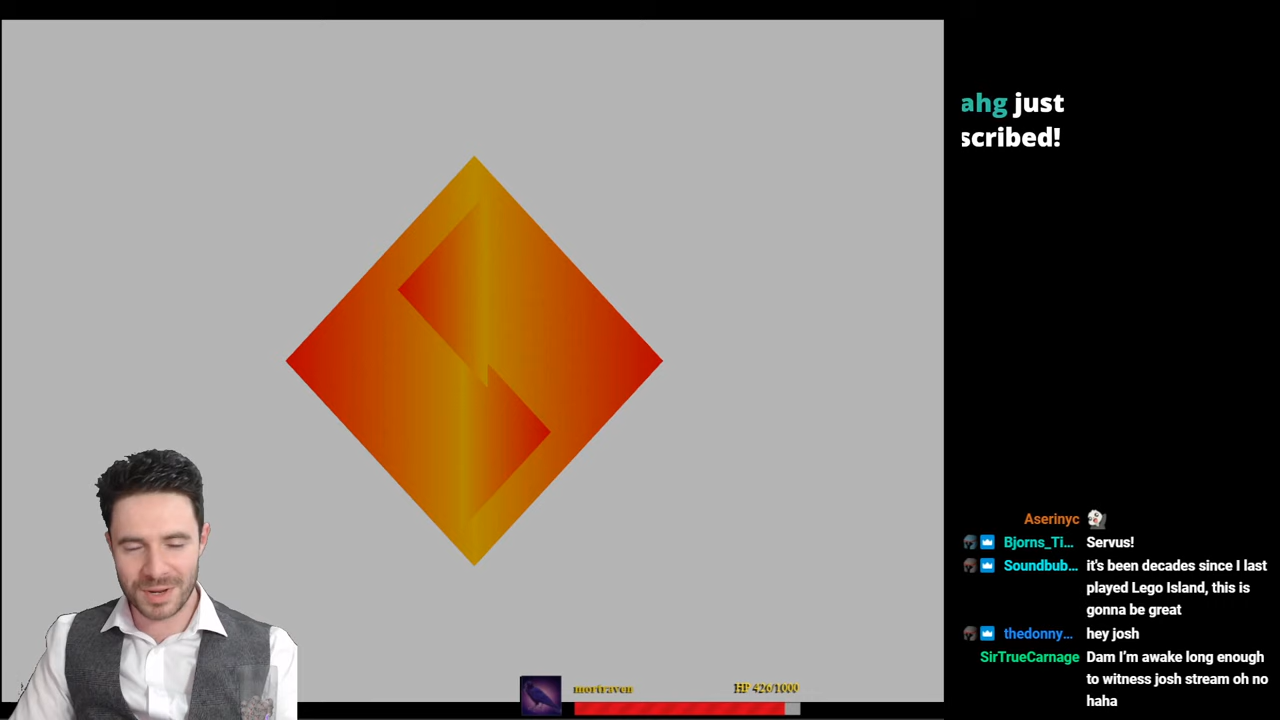 ahg just
scribed!
Aserinyc
Bjorns_Ti... Servus!
Soundbub... it's been decades since I last
played Lego Island, this is
gonna be great
thedonny... hey josh
SirTrueCarnage Dam I'm awake long enough
to witness josh stream oh no
haha
mortraven HP 426/1000